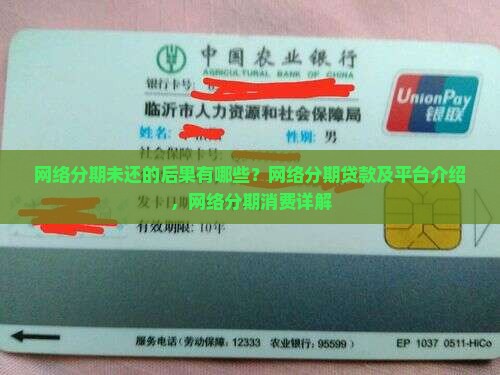 中国农业银行
AGRICULTURAL BANK OF CHINA
银行卡号:
UnionPay
银联
临沂市人力资源和社会保障局
姓名:
性别: 男
社会保障卡号:
网络分期未还的后果有哪些?网络分期贷款及平台介绍
,网络分期消费详解
发卡日期:
有效期限: 10年
服务电话(劳动保障: 12333 农业银行: 95599)
EP 1037 0511-HiCo